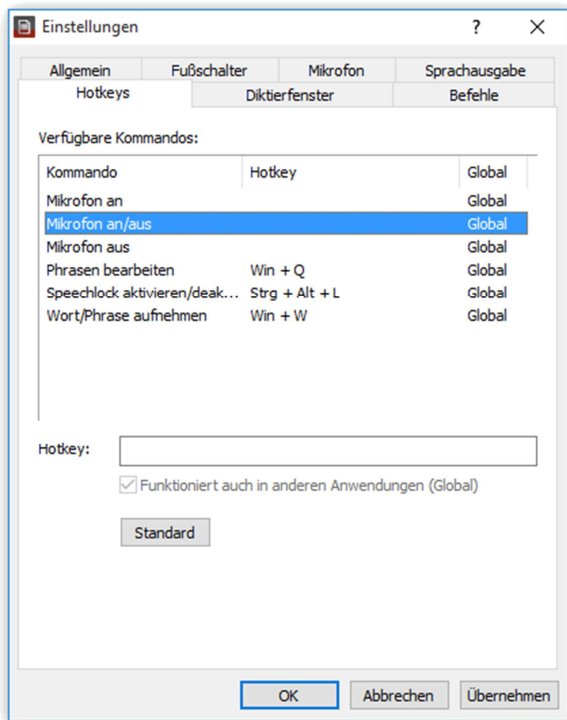 Einstellungen ?
Allgemein Fußschalter Mikrofon Sprachausgabe
Hotkeys Diktierfenster Befehle
Verfügbare Kommandos:
Kommando Hotkey Global
Mikrofon an Global
Mikrofon an/aus Global
Mikrofon aus Global
Phrasen bearbeiten Win + Q Global
Speechlock aktivieren/deak... Strg + Alt + L Global
Wort/Phrase aufnehmen Win + W Global
Hotkey:
Funktioniert auch in anderen Anwendungen (Global)
Standard
OK Abbrechen Übernehmen